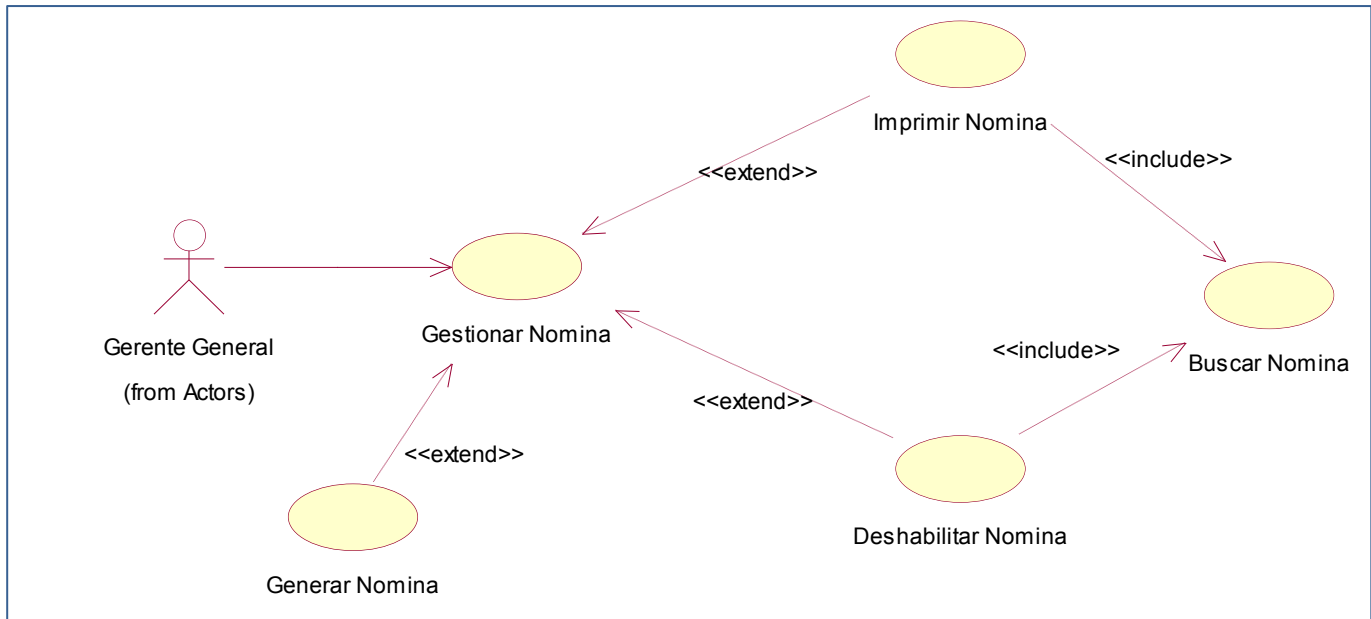 Imprimir Nomina
<<include>>
<<extend>>
Gestionar Nomina
Gerente General
(from Actors)
<<include>>
Buscar Nomina
<<extend>>
<<extend>>
Deshabilitar Nomina
Generar Nomina